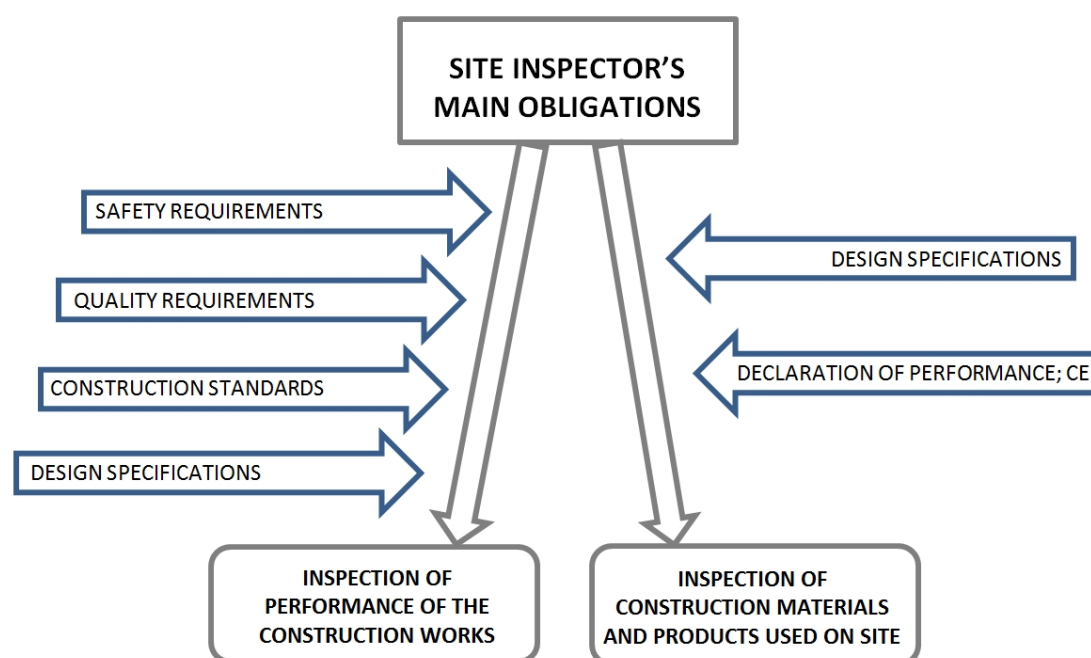 SITE INSPECTOR'S
MAIN OBLIGATIONS
SAFETY REQUIREMENTS
QUALITY REQUIREMENTS
CONSTRUCTION STANDARDS
DESIGN SPECIFICATIONS
DESIGN SPECIFICATIONS
DECLARATION OF PERFORMANCE; CE
INSPECTION OF
PERFORMANCE OF THE
CONSTRUCTION WORKS
INSPECTION OF
CONSTRUCTION MATERIALS
AND PRODUCTS USED ON SITE